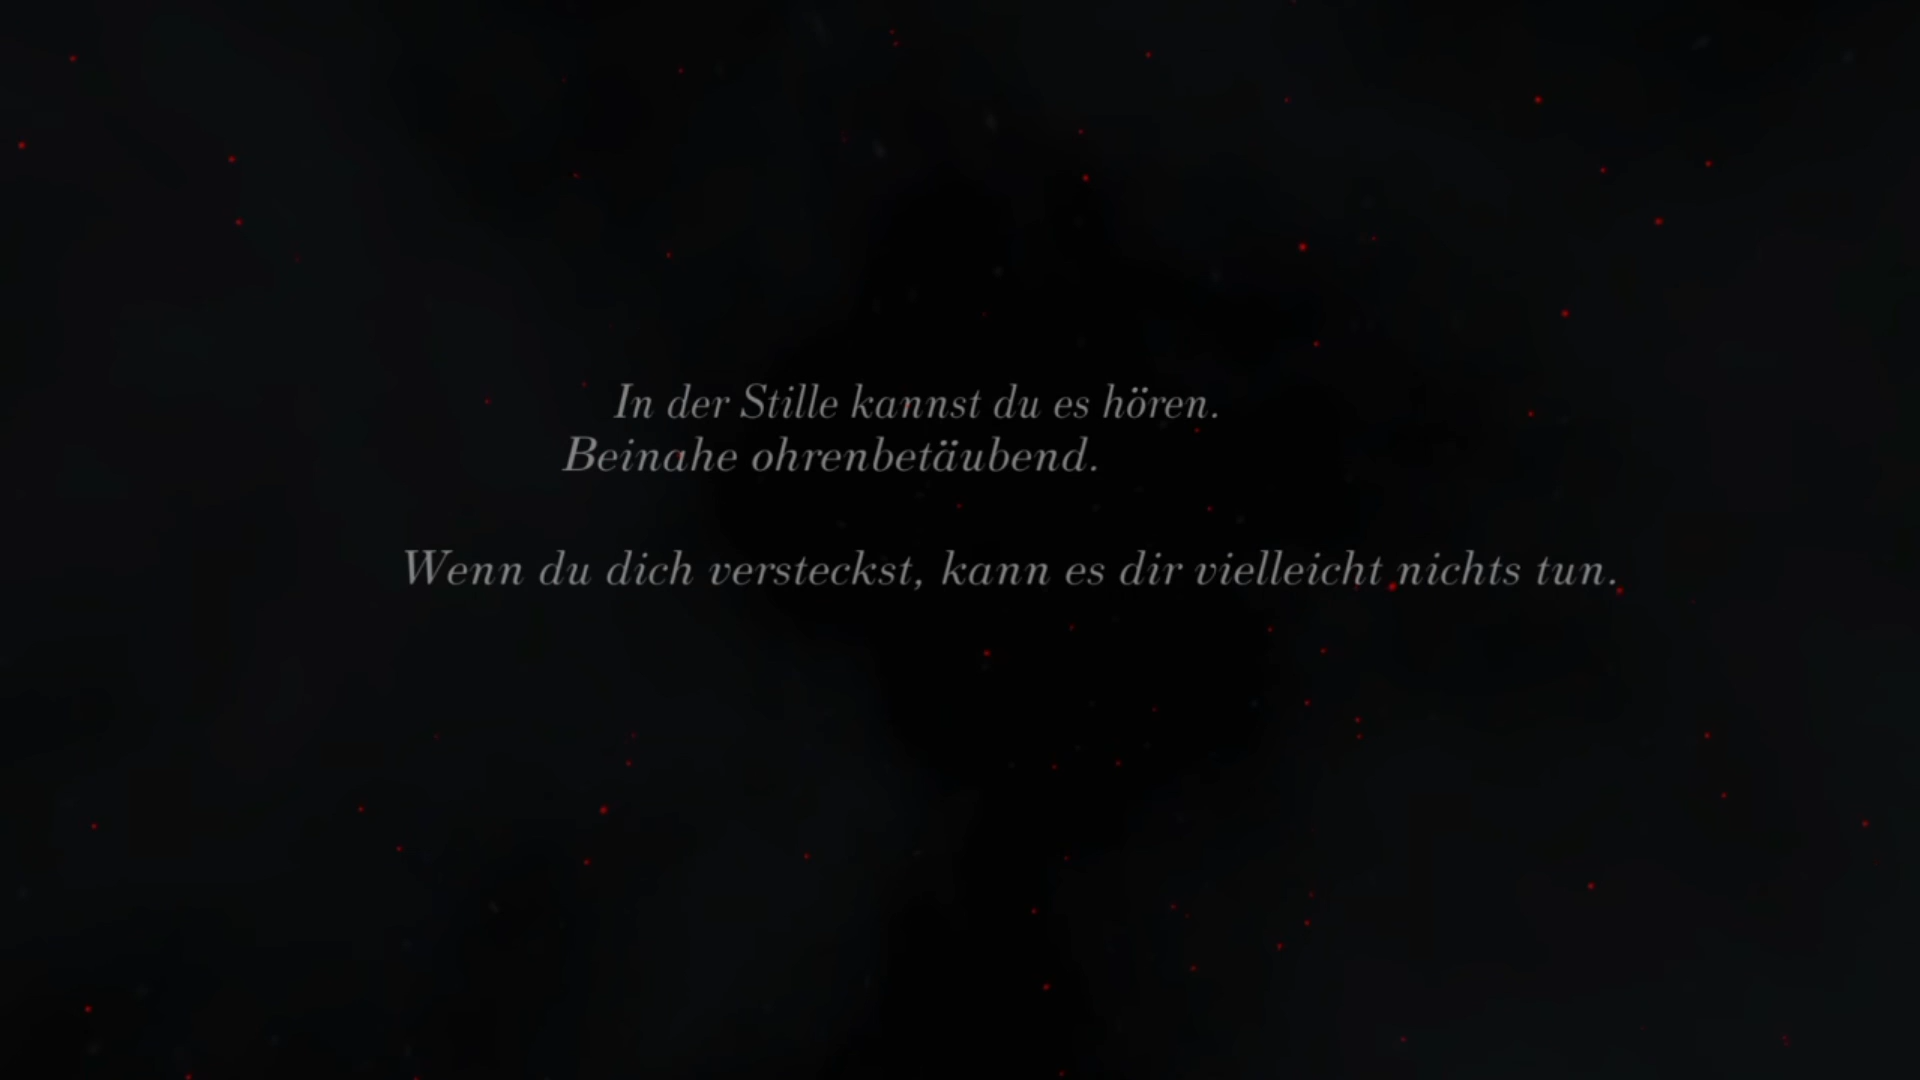 In der Stille kannst du es hören.
Beinahe ohrenbetäubend.
Wenn du dich versteckst, kann es dir vielleicht nichts tun.